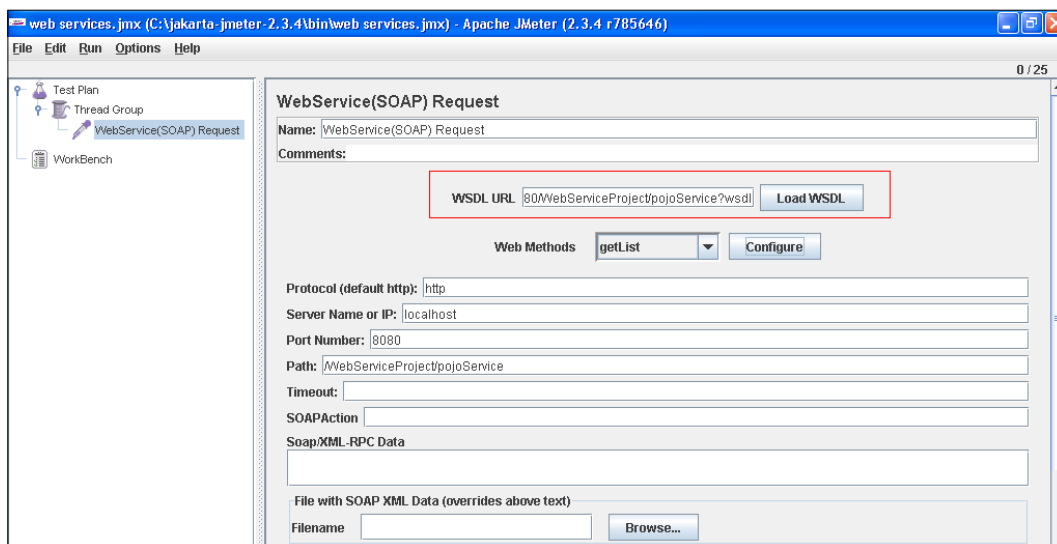 web services.jmx (C:\jakarta-jmeter-2.3.4\bin\web services.jmx) - Apache JMeter (2.3.4 r785646)
File Edit Run Options Help
0 / 25
Test Plan
Thread Group
WebService(SOAP) Request
WorkBench
WebService(SOAP) Request
Name: WebService(SOAP) Request
Comments:
WSDL URL 80/WebServiceProject/pojoService?wsdl Load WSDL
Web Methods getList Configure
Protocol (default http): http
Server Name or IP: localhost
Port Number: 8080
Path: /WebServiceProject/pojoService
Timeout:
SOAPAction
Soap/XML-RPC Data
File with SOAP XML Data (overrides above text)
Filename Browse...